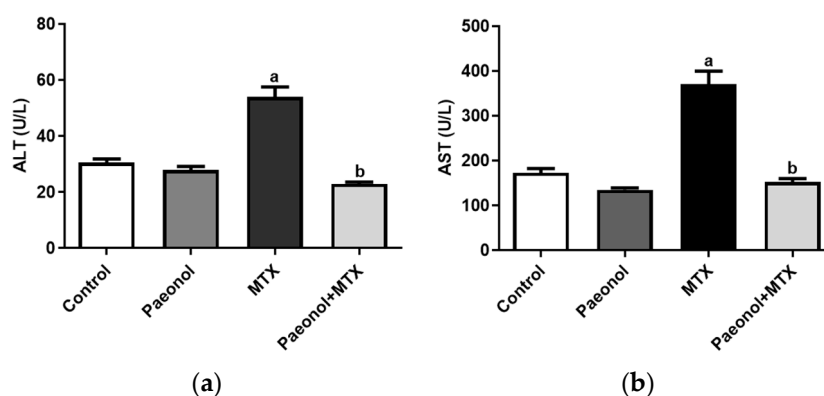 ALT (U/L)
80
60
40
20
0
a
b
Control
Paeonol
MTX
Paeonol+MTX
(a)
AST (U/L)
500
400
300
200
100
0
a
b
Control
Paeonol
MTX
Paeonol+MTX
(b)